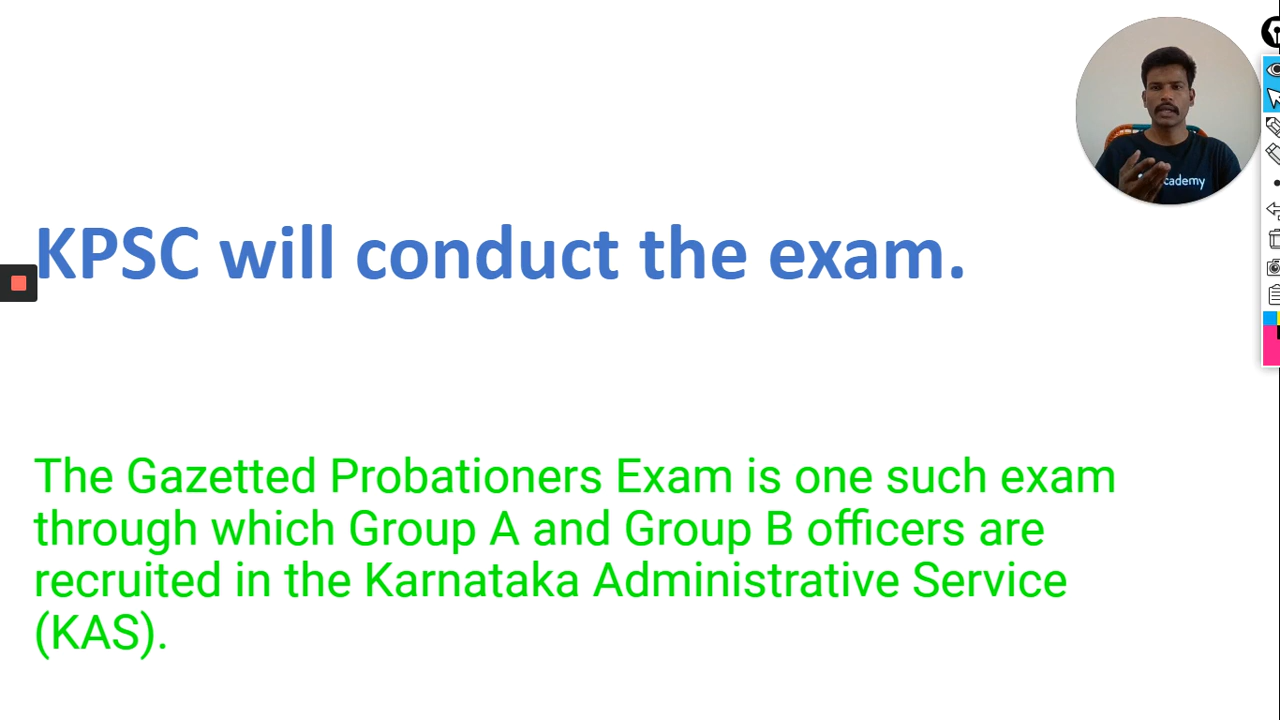 KPSC will conduct the exam.
The Gazetted Probationers Exam is one such exam
through which Group A and Group B officers are
recruited in the Karnataka Administrative Service
(KAS).